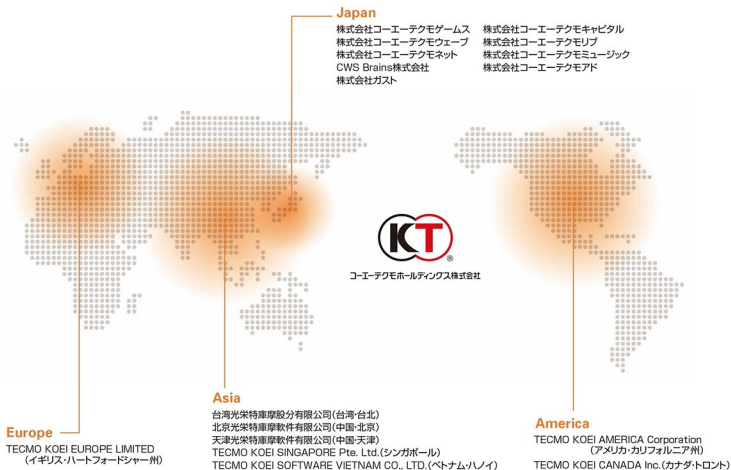 Japan
株式会社コーエーテクモゲームス 株式会社コーエーテクモキャピタル
株式会社コーエーテクモウェーブ 株式会社コーエーテクモリブ
株式会社コーエーテクモネット 株式会社コーエーテクモミュージック
CWS Brains株式会社 株式会社コーエーテクモアド
株式会社ガスト
KT®
コーエーテクモホールディングス株式会社
Europe
TECMO KOEI EUROPE LIMITED
(イギリス・ハートフォードシャー州)
Asia
台湾光栄特庫摩股分有限公司(台湾・台北)
北京光栄特庫摩軟件有限公司(中国・北京)
天津光栄特庫摩軟件有限公司(中国・天津)
TECMO KOEI SINGAPORE Pte. Ltd.(シンガポール)
TECMO KOEI SOFTWARE VIETNAM CO., LTD.(ベトナム・ハノイ)
America
TECMO KOEI AMERICA Corporation
(アメリカ・カリフォルニア州)
TECMO KOEI CANADA Inc.(カナダ・トロント)